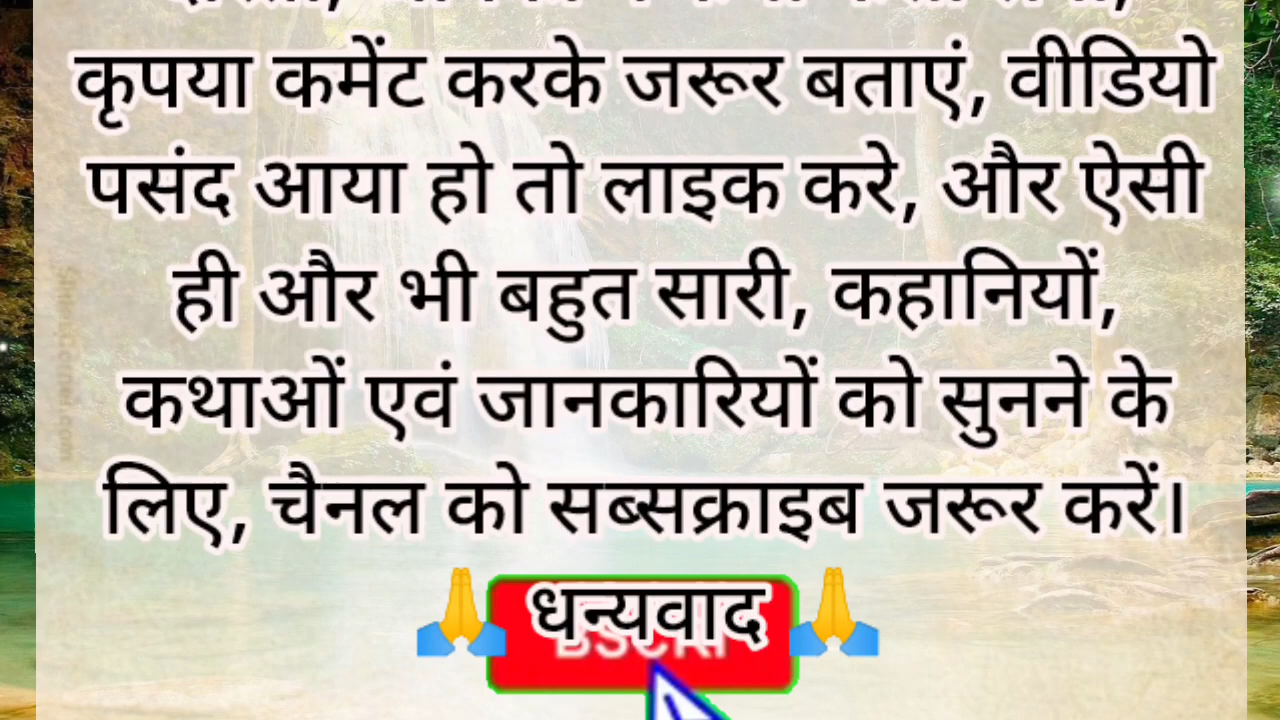 कृपया कमेंट करके जरूर बताएं, वीडियो
पसंद आया हो तो लाइक करे, और ऐसी
ही और भी बहुत सारी, कहानियों,
कथाओं एवं जानकारियों को सुनने के
लिए, चैनल को सब्सक्राइब जरूर करें।
🙏 धन्यवाद 🙏